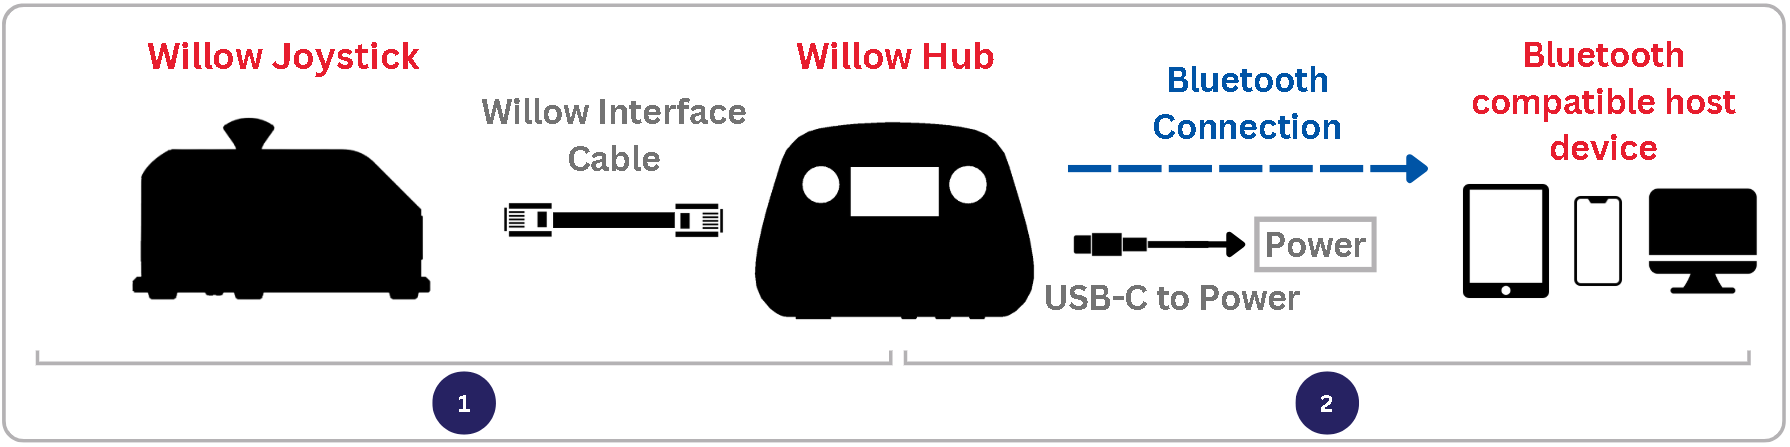 Willow Joystick
Willow Interface
Cable
Willow Hub
Bluetooth
Connection
Power
USB-C to Power
Bluetooth
compatible host
device
1
2